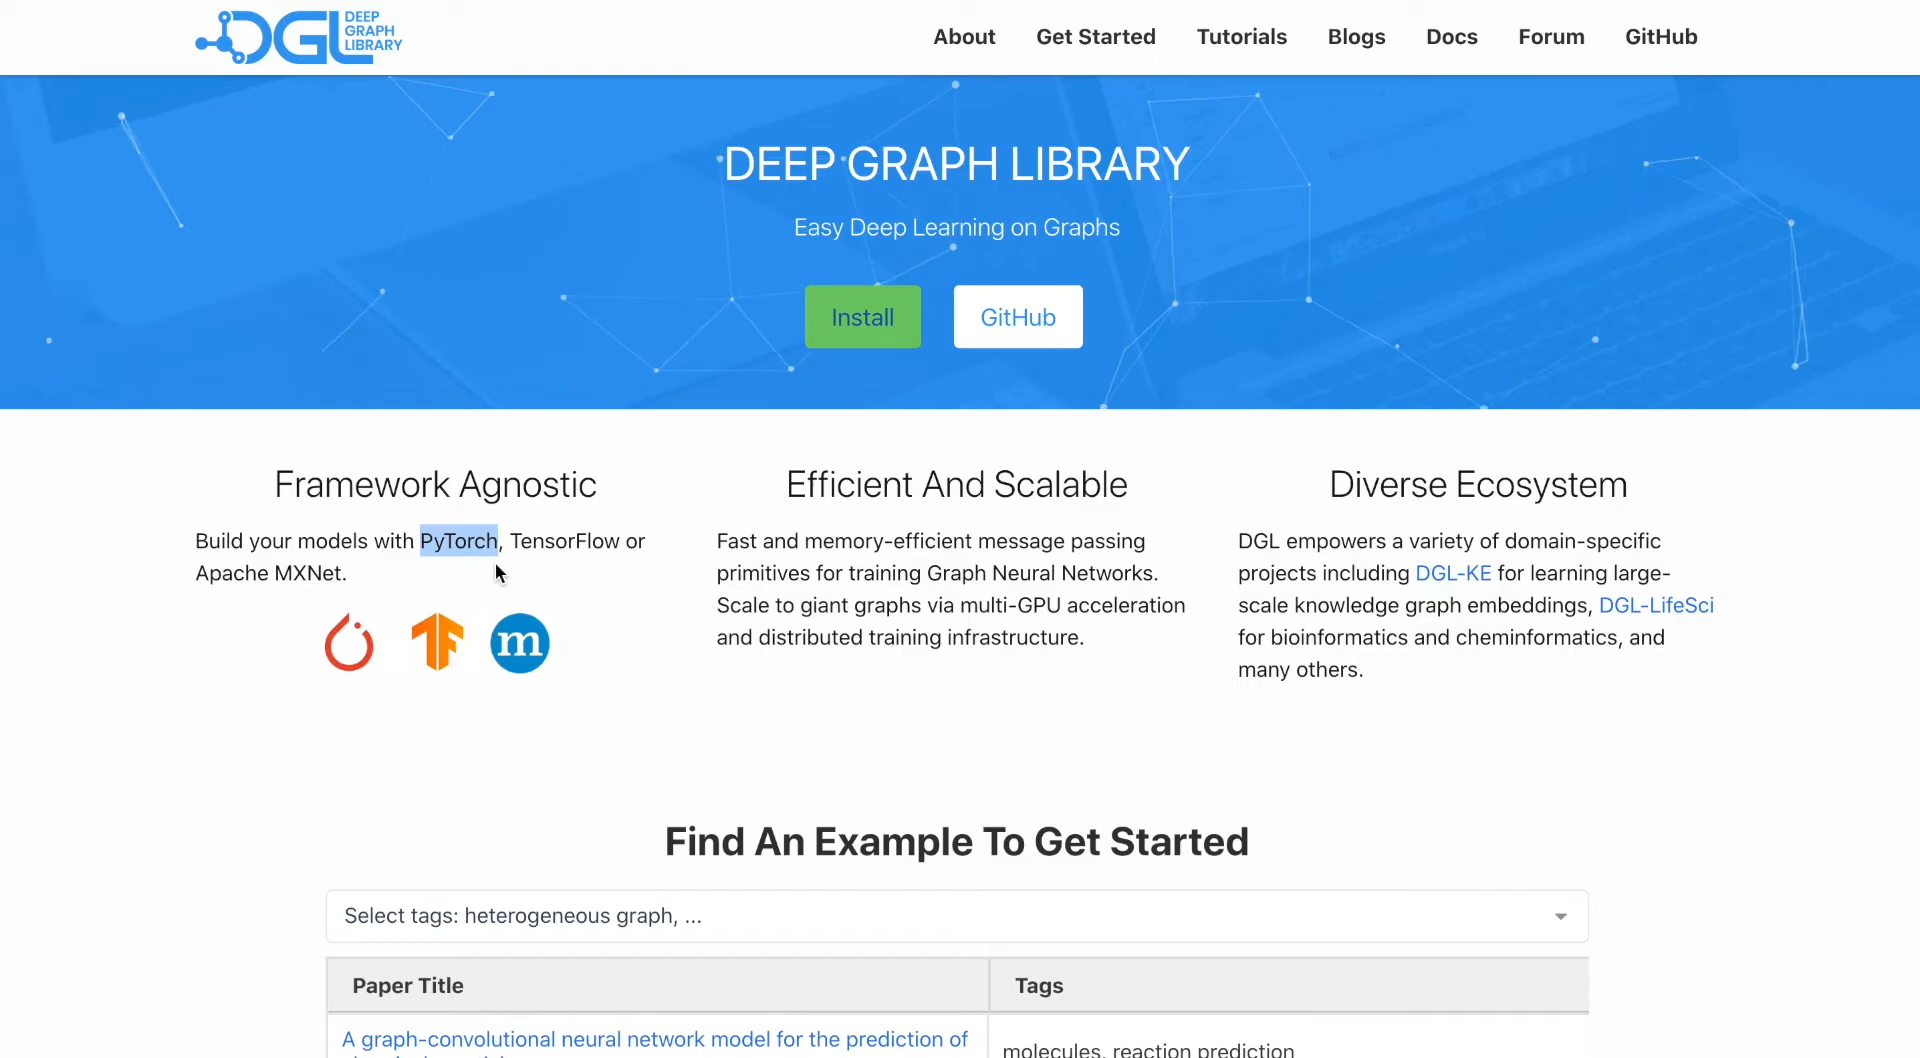 DGL DEEP GRAPH LIBRARY
About Get Started Tutorials Blogs Docs Forum GitHub
DEEP GRAPH LIBRARY
Easy Deep Learning on Graphs
Install GitHub
Framework Agnostic
Build your models with PyTorch, TensorFlow or
Apache MXNet.
m
Efficient And Scalable
Fast and memory-efficient message passing
primitives for training Graph Neural Networks.
Scale to giant graphs via multi-GPU acceleration
and distributed training infrastructure.
Diverse Ecosystem
DGL empowers a variety of domain-specific
projects including DGL-KE for learning large-
scale knowledge graph embeddings, DGL-LifeSci
for bioinformatics and cheminformatics, and
many others.
Find An Example To Get Started
Select tags: heterogeneous graph, ...
Paper Title Tags
A graph-convolutional neural network model for the prediction of
molecules, reaction prediction